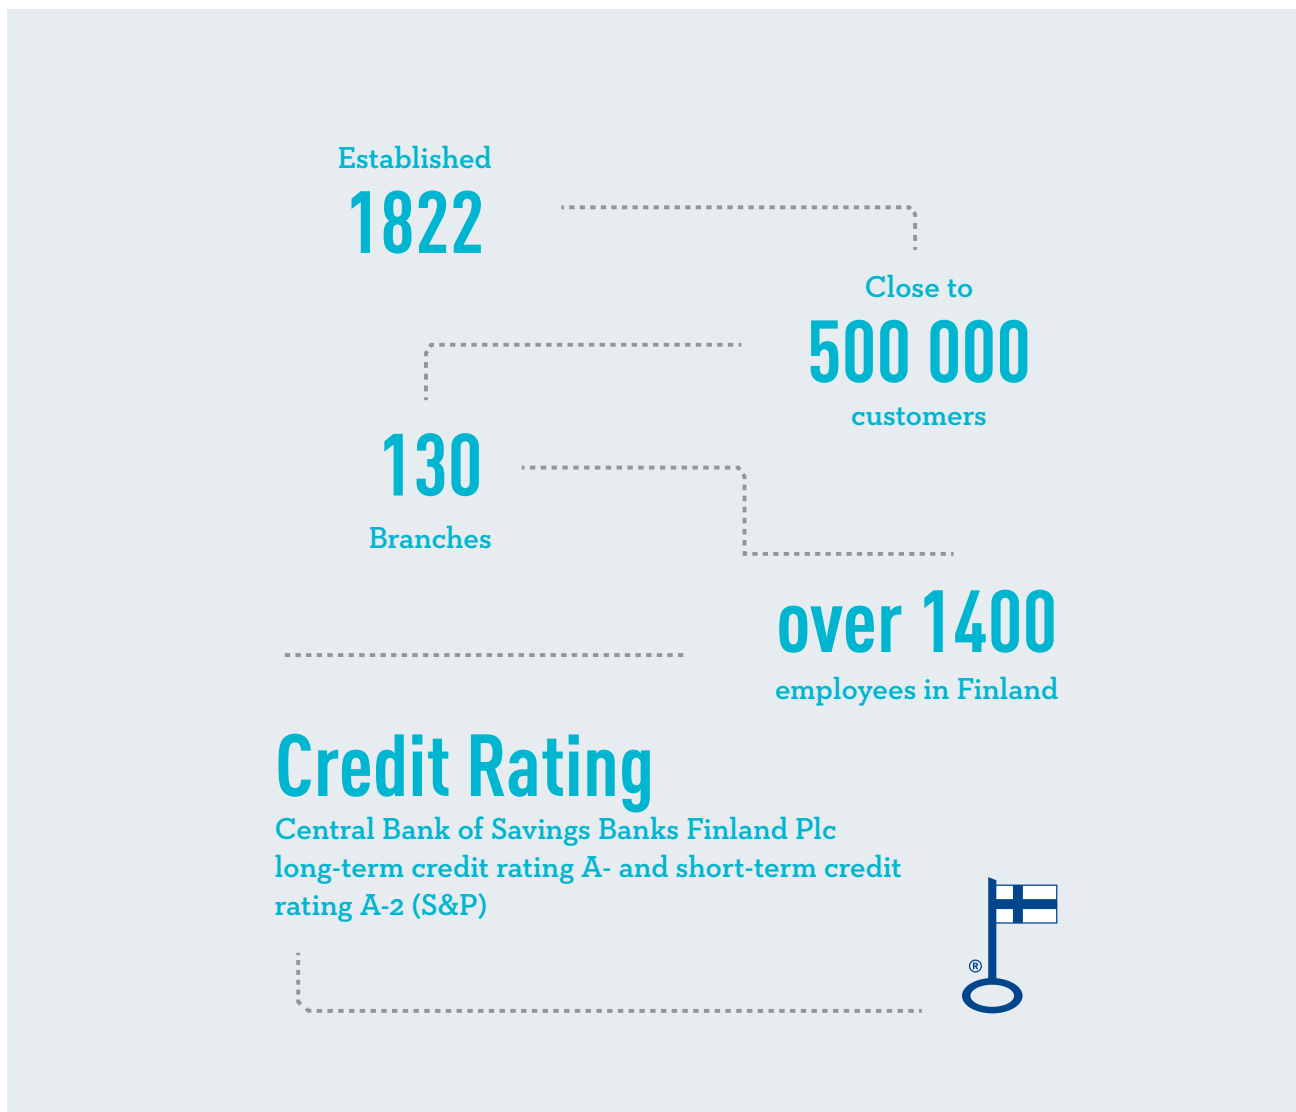 Established
1822
Close to
500 000
customers
130
Branches
over 1400
employees in Finland
Credit Rating
Central Bank of Savings Banks Finland Plc
long-term credit rating A- and short-term credit
rating A-2 (S&P)
®